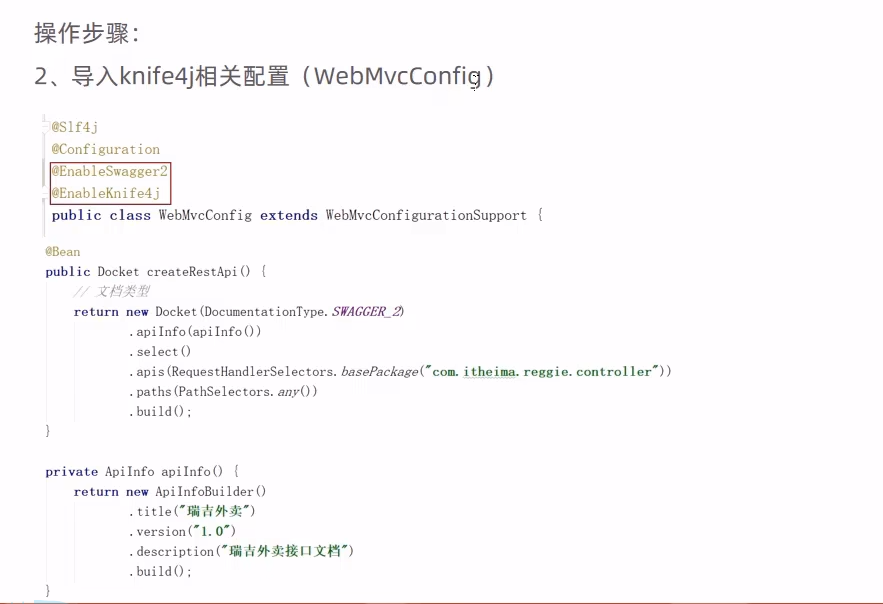 操作步骤：
2、导入knife4j相关配置（WebMvcConfig）
@Slf4j
@Configuration
@EnableSwagger2
@EnableKnife4j
public class WebMvcConfig extends WebMvcConfigurationSupport {
@Bean
public Docket createRestApi() {
// 文档类型
return new Docket(DocumentationType.SWAGGER_2)
.apiInfo(apiInfo())
.select()
.apis(RequestHandlerSelectors.basePackage("com.itheima.reggie.controller"))
.paths(PathSelectors.any())
.build();
}
private ApiInfo apiInfo() {
return new ApiInfoBuilder()
.title("瑞吉外卖")
.version("1.0")
.description("瑞吉外卖接口文档")
.build();
}